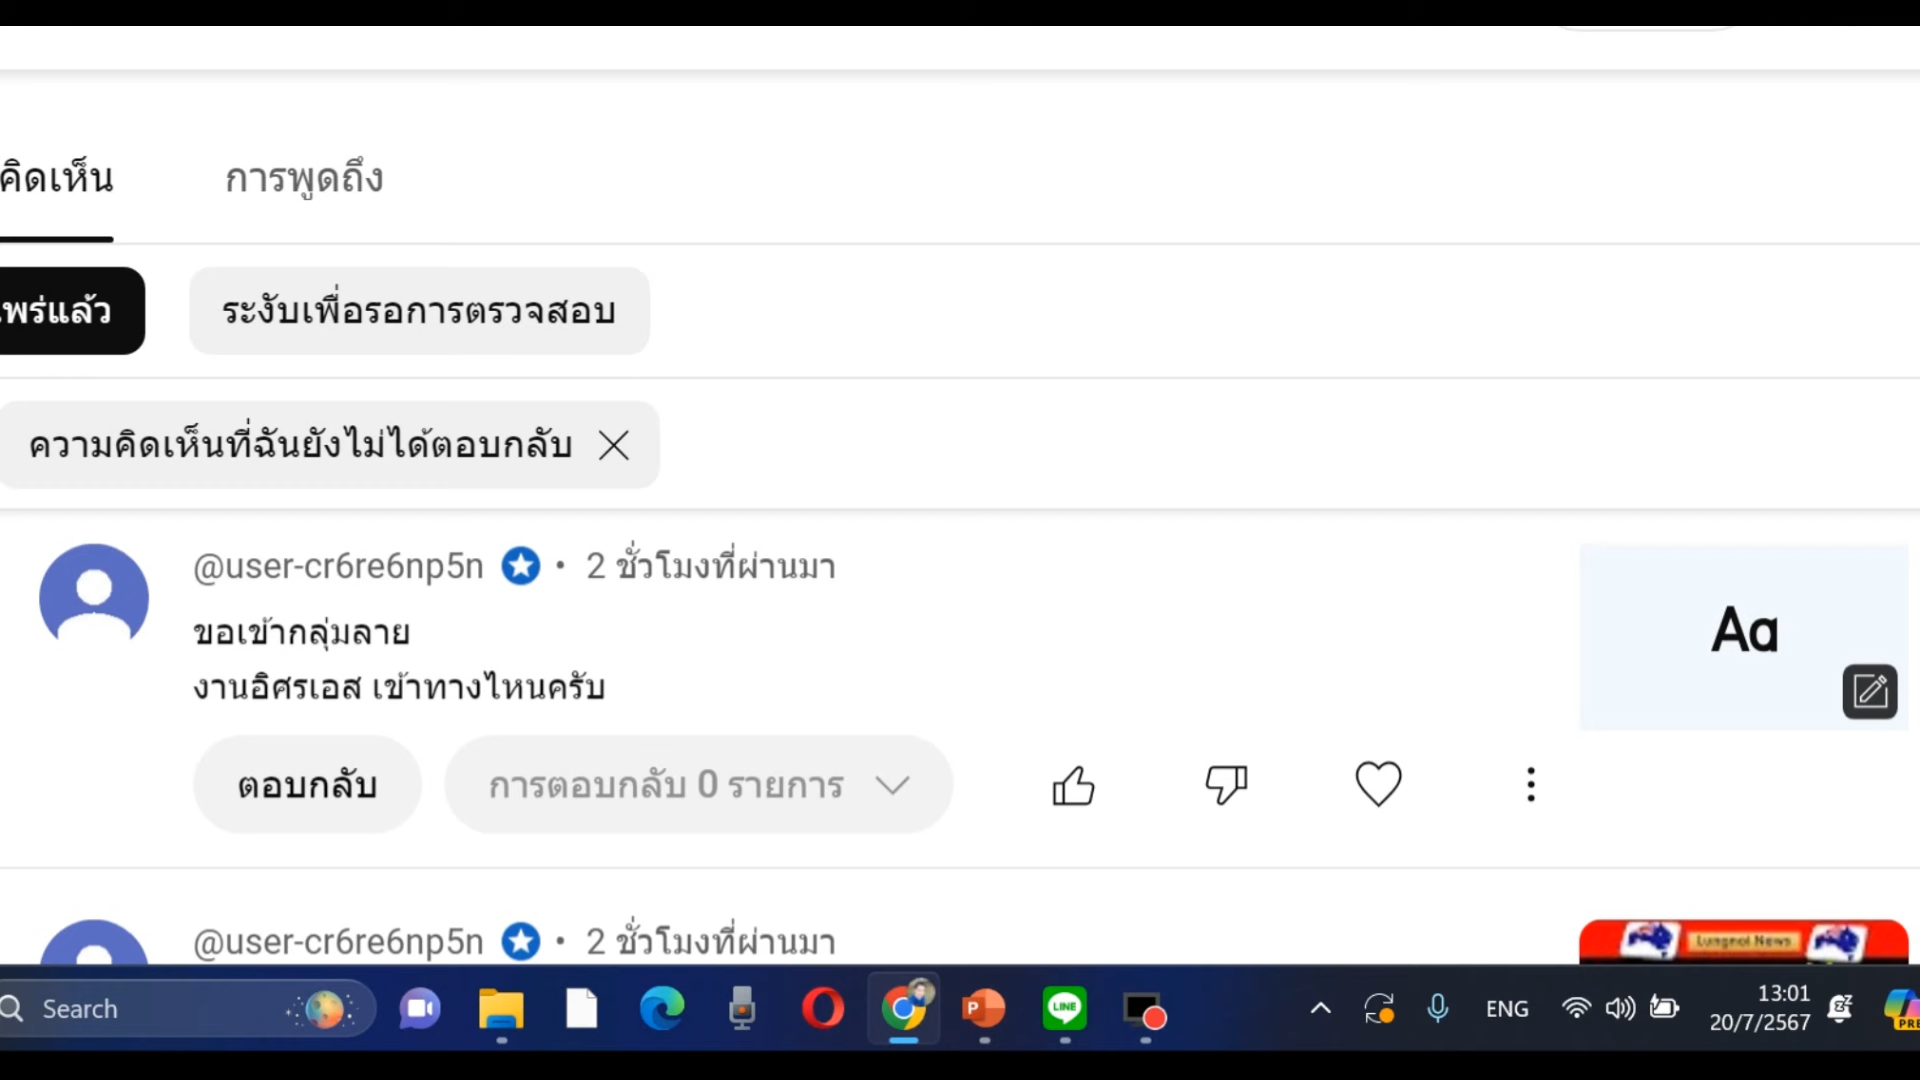 คิดเห็น
การพูดถึง
พร่แล้ว
ระงับเพื่อรอการตรวจสอบ
ความคิดเห็นที่ฉันยังไม่ได้ตอบกลับ
@user-cr6re6np5n • 2 ชั่วโมงที่ผ่านมา
ขอเข้ากลุ่มลาย
งานอิศรเอส เข้าทางไหนครับ
Aa
ตอบกลับ
การตอบกลับ 0 รายการ
@user-cr6re6np5n • 2 ชั่วโมงที่ผ่านมา
Lungnoi News
Search
P
LINE
ENG
13:01
20/7/2567
PRE